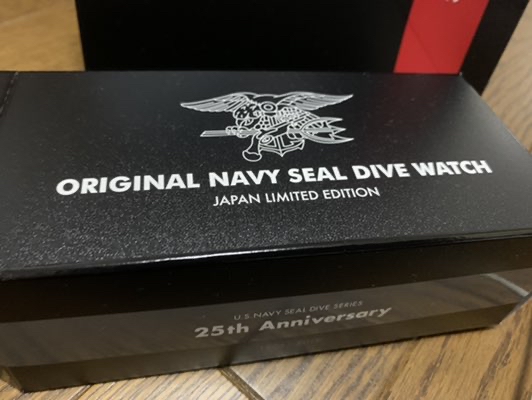 ORIGINAL NAVY SEAL DIVE WATCH
JAPAN LIMITED EDITION
U.S NAVY SEAL DIVE SERIES
25th Anniversary